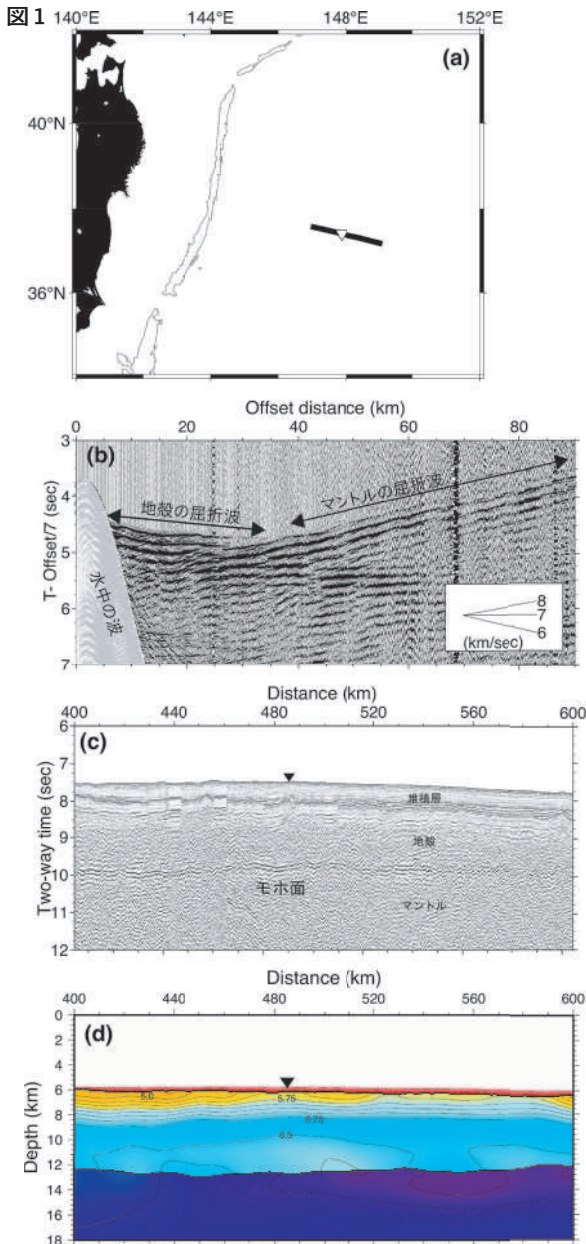 図1
140°E 144°E 148°E 152°E
(a)
40°N
36°N
Offset distance (km)
0 20 40 60 80
(b)
T- Offset/7 (sec)
3
4
5
6
7
地殻の屈折波
マントルの屈折波
水中の波
8
7
6
(km/sec)
Distance (km)
400 440 480 520 560 600
(c)
Two-way time (sec)
6
7
8
9
10
11
12
堆積層
地殻
モホ面
マントル
Distance (km)
400 440 480 520 560 600
(d)
Depth (km)
0
2
4
6
8
10
12
14
16
18
5.0
5.75
6.25
6.5